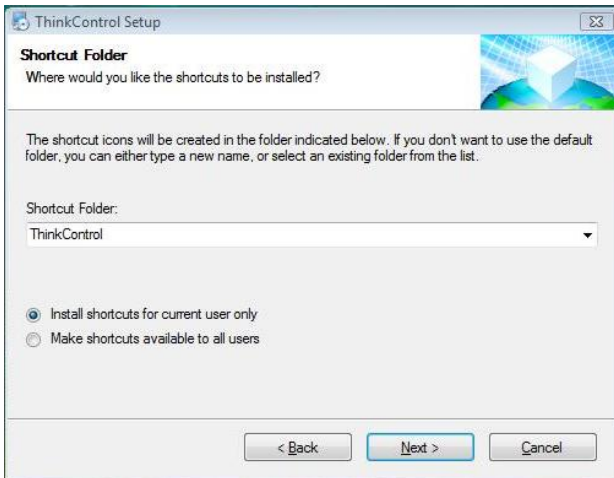 ThinkControl Setup
Shortcut Folder
Where would you like the shortcuts to be installed?
The shortcut icons will be created in the folder indicated below. If you don't want to use the default
folder, you can either type a new name, or select an existing folder from the list.
Shortcut Folder:
ThinkControl
Install shortcuts for current user only
Make shortcuts available to all users
< Back
Next >
Cancel